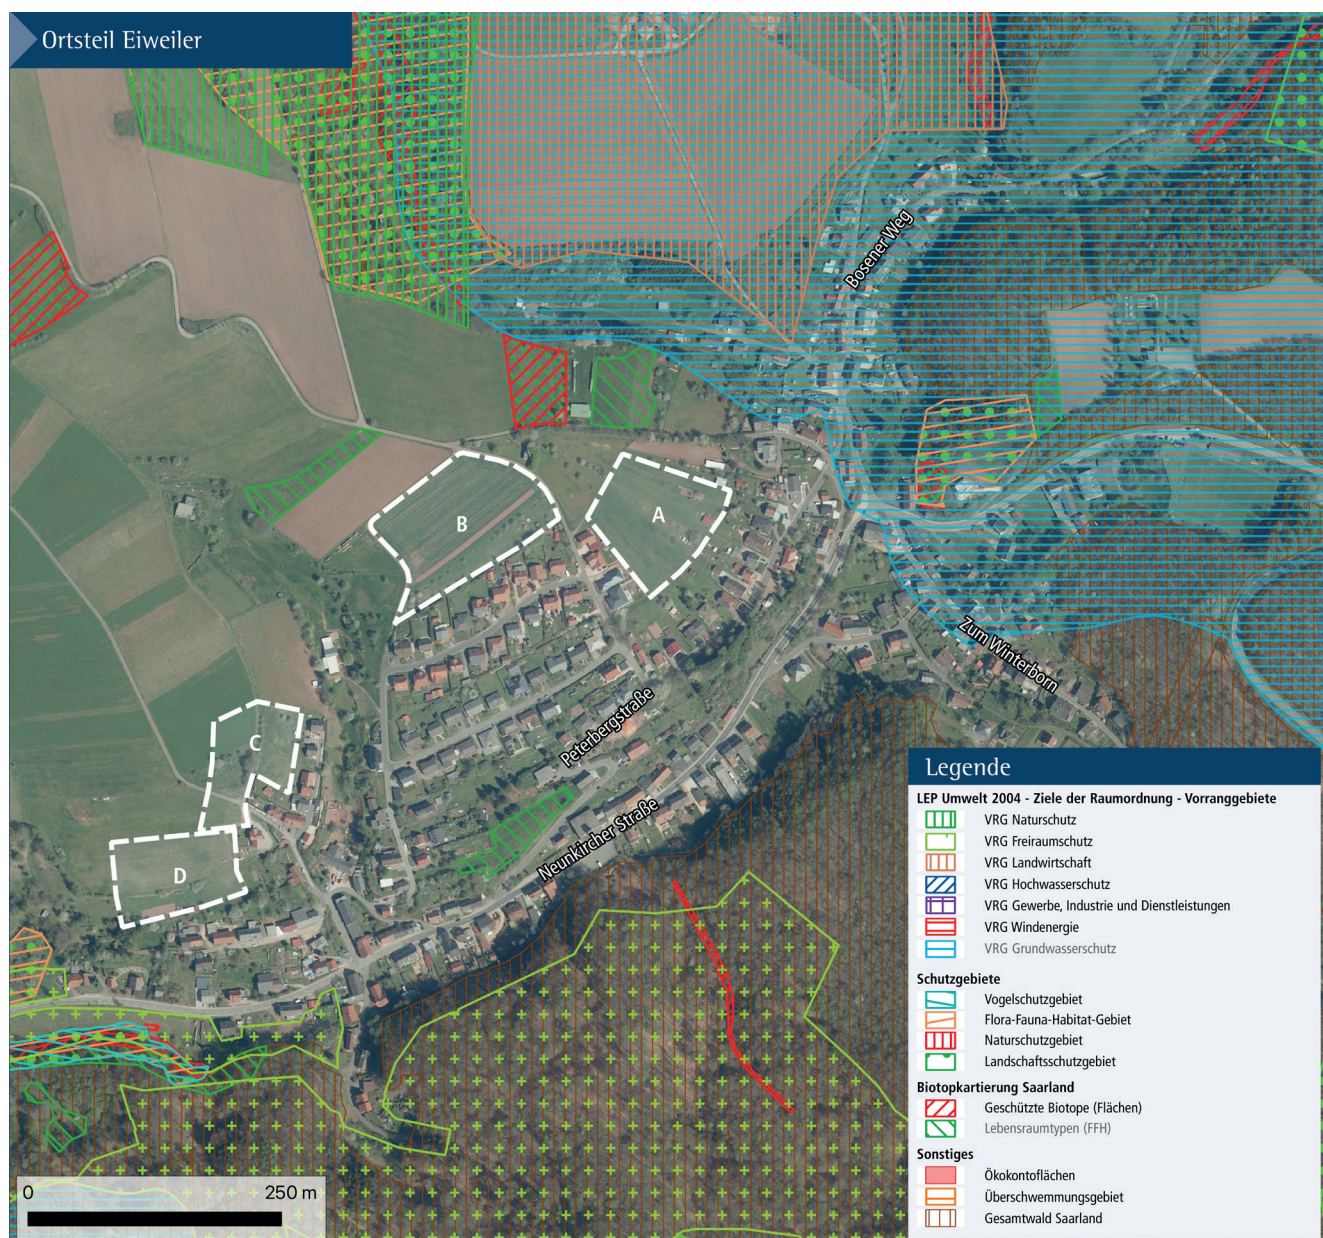 Ortsteil Eiweiler
Bosener Weg
A
B
Zum Winterborn
Peterbergstraße
C
Neunkircher Straße
D
Legende
LEP Umwelt 2004 - Ziele der Raumordnung - Vorranggebiete
VRG Naturschutz
VRG Freiraumschutz
VRG Landwirtschaft
VRG Hochwasserschutz
VRG Gewerbe, Industrie und Dienstleistungen
VRG Windenergie
VRG Grundwasserschutz
Schutzgebiete
Vogelschutzgebiet
Flora-Fauna-Habitat-Gebiet
Naturschutzgebiet
Landschaftsschutzgebiet
Biotopkartierung Saarland
Geschützte Biotope (Flächen)
Lebensraumtypen (FFH)
Sonstiges
Ökokontoflächen
Überschwemmungsgebiet
Gesamtwald Saarland
0 250 m